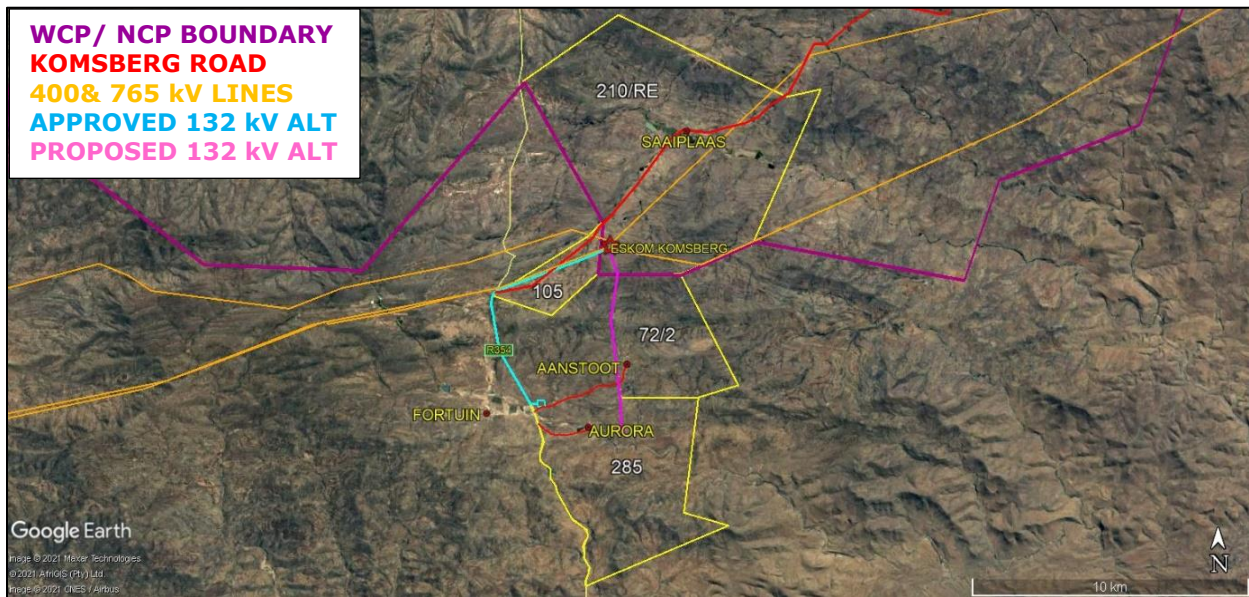 WCP/ NCP BOUNDARY
KOMSBERG ROAD
400& 765 kV LINES
APPROVED 132 kV ALT
PROPOSED 132 kV ALT
210/RE
SAAIPLAAS
ESKOM KOMSBERG
105
72/2
R354
AANSTOOT
FORTUIN
AURORA
285
Google Earth
Image © 2021 Maxar Technologies
© 2021 AfriGIS (Pty) Ltd.
Image © 2021 CNES / Airbus
N
10 km